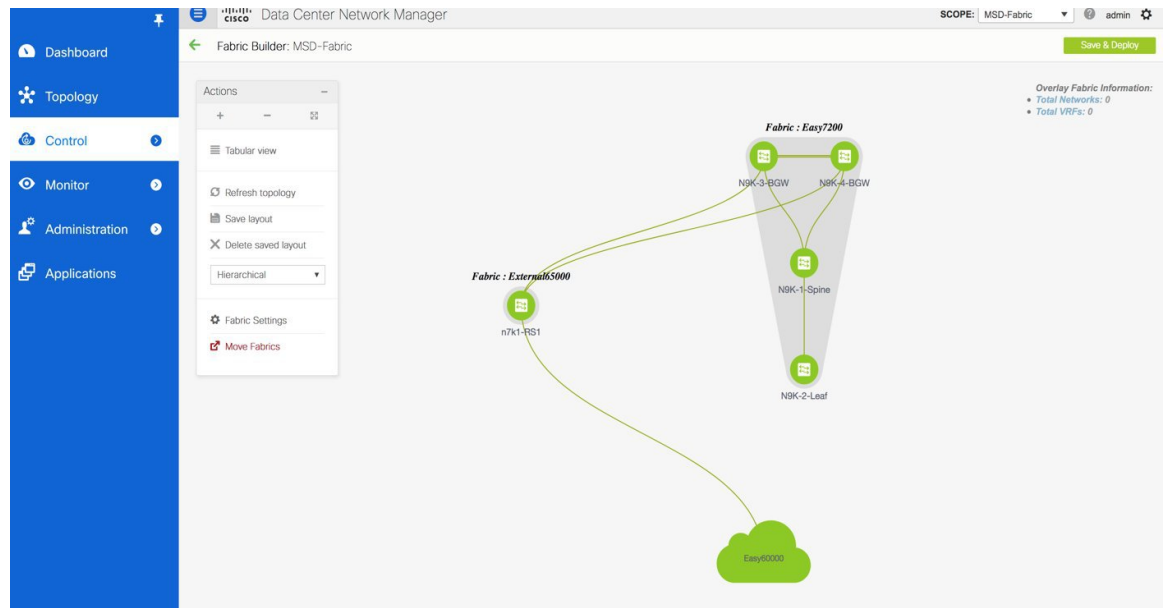 cisco Data Center Network Manager
SCOPE: MSD-Fabric
admin
Dashboard
Topology
Control
Monitor
Administration
Applications
Fabric Builder: MSD-Fabric
Save & Deploy
Actions
Tabular view
Refresh topology
Save layout
Delete saved layout
Hierarchical
Fabric Settings
Move Fabrics
Overlay Fabric Information:
Total Networks: 0
Total VRFs: 0
Fabric : Easy7200
N9K-3-BGW
N9K-4-BGW
N9K-1-Spine
N9K-2-Leaf
Fabric : External65000
n7k1-RS1
Easy60000